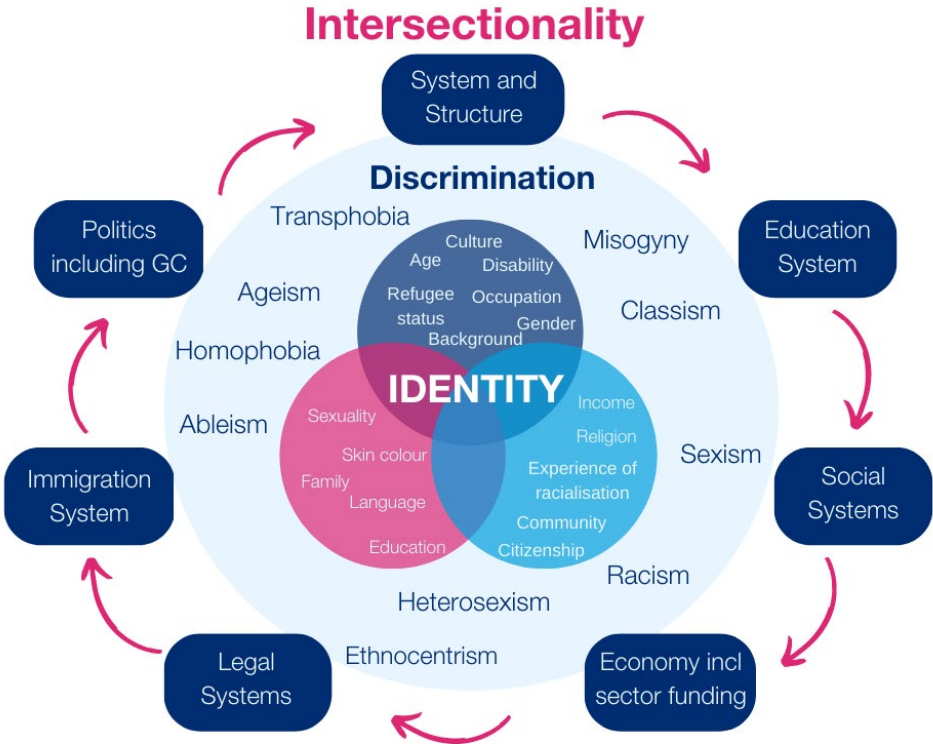 Intersectionality
System and
Structure
Education
System
Social
Systems
Economy incl
sector funding
Legal
Systems
Immigration
System
Politics
including GC
Discrimination
Transphobia
Misogyny
Ageism
Classism
Homophobia
Ableism
Sexism
Racism
Heterosexism
Ethnocentrism
Culture
Age
Disability
Refugee
status
Occupation
Gender
Background
IDENTITY
Sexuality
Skin colour
Family
Language
Education
Income
Religion
Experience of
racialisation
Community
Citizenship